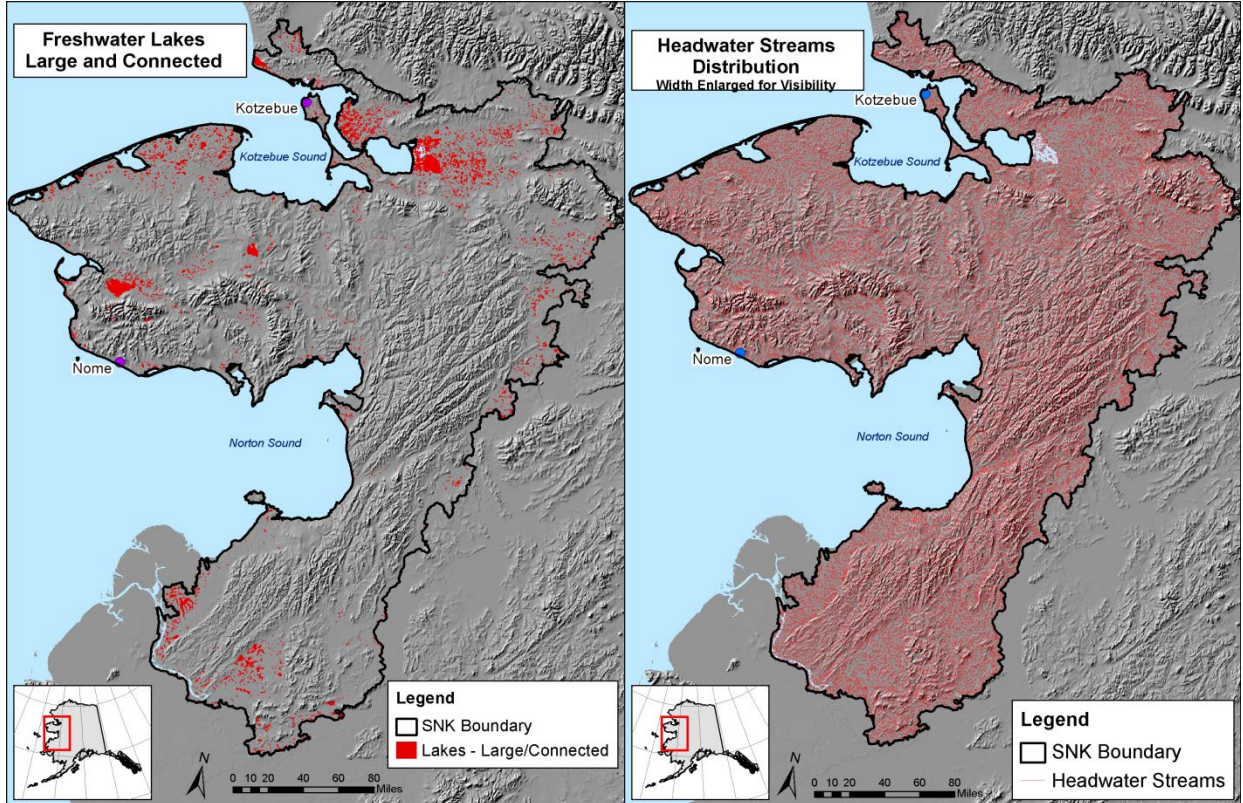 Freshwater Lakes
Large and Connected
Kotzebue
Kotzebue Sound
Nome
Norton Sound
Legend
SNK Boundary
Lakes - Large/Connected
N
0 10 20 40 60 80
Miles
Headwater Streams
Distribution
Width Enlarged for Visibility
Kotzebue
Kotzebue Sound
Nome
Norton Sound
Legend
SNK Boundary
Headwater Streams
N
0 10 20 40 60 80
Miles